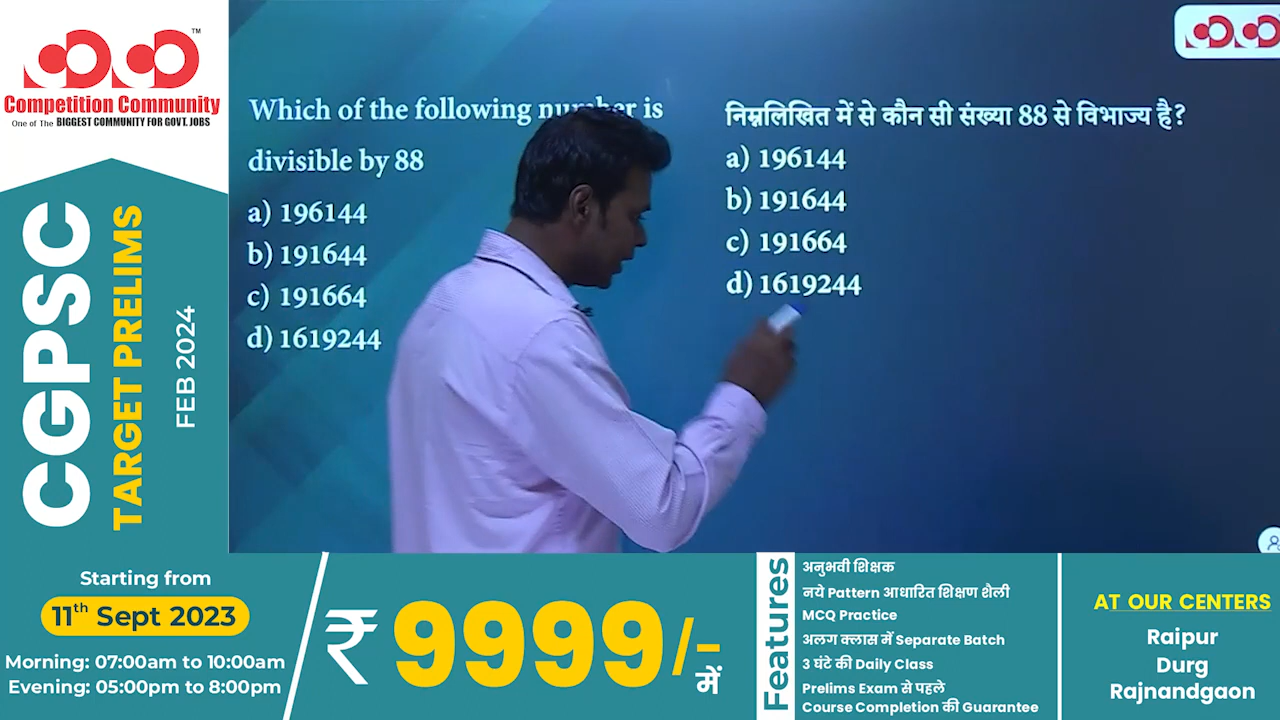 TM
Competition Community
One of The BIGGEST COMMUNITY FOR GOVT. JOBS
CGPSC
TARGET PRELIMS
FEB 2024
Which of the following number is
divisible by 88
a) 196144
b) 191644
c) 191664
d) 1619244
निम्नलिखित में से कौन सी संख्या 88 से विभाज्य है?
a) 196144
b) 191644
c) 191664
d) 1619244
Starting from
11th Sept 2023
Morning: 07:00am to 10:00am
Evening: 05:00pm to 8:00pm
₹ 9999/- में
Features
अनुभवी शिक्षक
नये Pattern आधारित शिक्षण शैली
MCQ Practice
अलग क्लास में Separate Batch
3 घंटे की Daily Class
Prelims Exam से पहले
Course Completion की Guarantee
AT OUR CENTERS
Raipur
Durg
Rajnandgaon